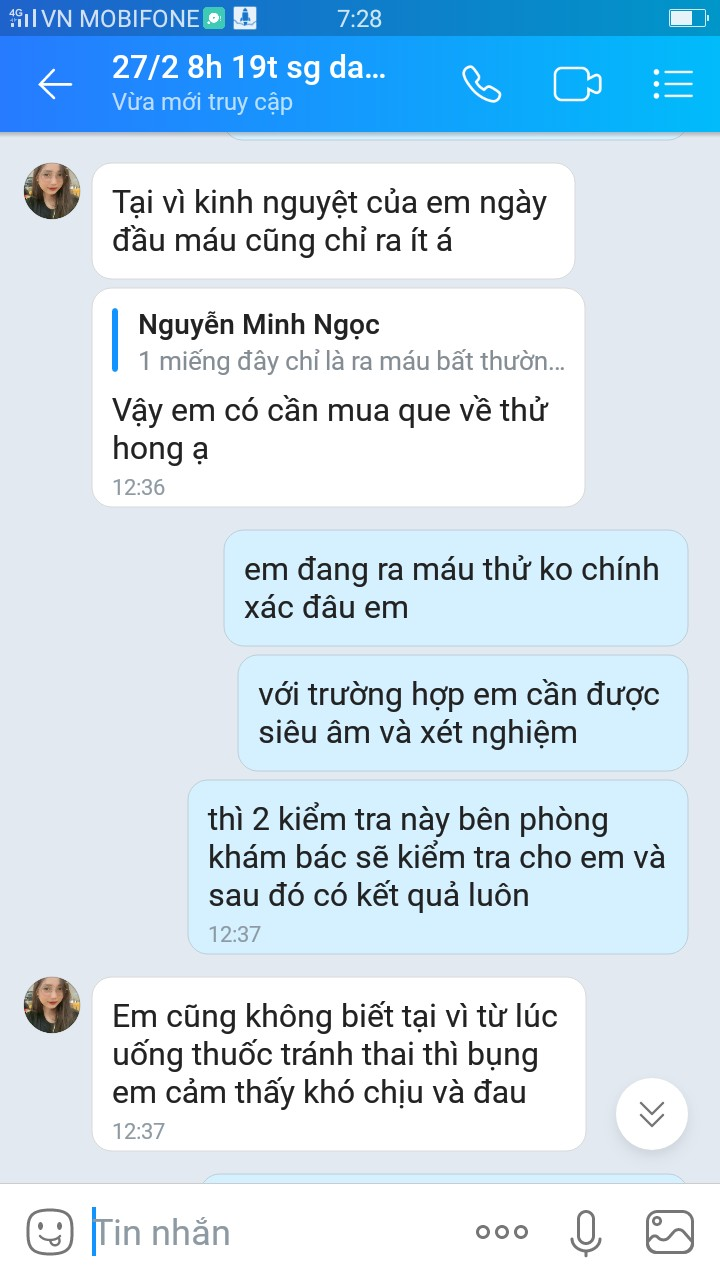 4G VN MOBIFONE 7:28
27/2 8h 19t sg da...
Vừa mới truy cập
Tại vì kinh nguyệt của em ngày
đầu máu cũng chỉ ra ít á
Nguyễn Minh Ngọc
1 miếng đây chỉ là ra máu bất thườn...
Vậy em có cần mua que về thử
hong ạ
12:36
em đang ra máu thử ko chính
xác đâu em
với trường hợp em cần được
siêu âm và xét nghiệm
thì 2 kiểm tra này bên phòng
khám bác sẽ kiểm tra cho em và
sau đó có kết quả luôn
12:37
Em cũng không biết tại vì từ lúc
uống thuốc tránh thai thì bụng
em cảm thấy khó chịu và đau
12:37
Tin nhắn